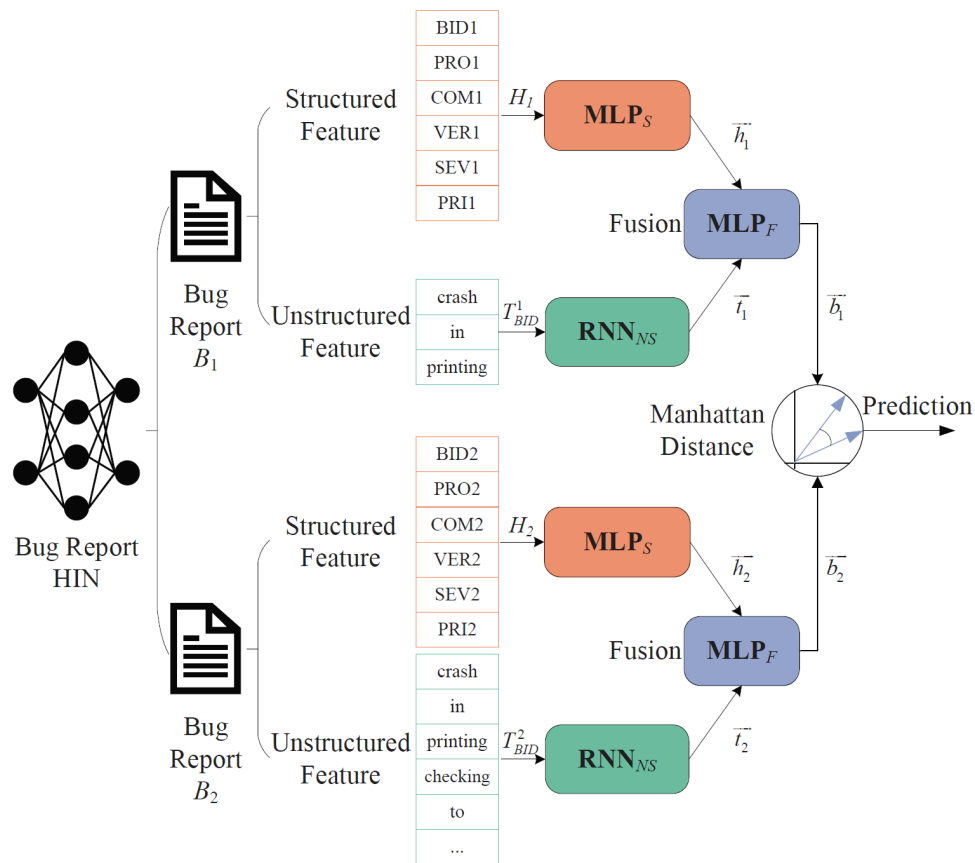 BID1
PRO1
COM1
VER1
SEV1
PRI1
Structured
Feature
H1
MLPS
h1
Fusion
MLPF
Bug
Report
B1
Unstructured
Feature
crash
in
printing
T1BID
RNNNS
t1
b1
Manhattan
Distance
Prediction
Bug Report
HIN
BID2
PRO2
COM2
VER2
SEV2
PRI2
Structured
Feature
H2
MLPS
h2
b2
Fusion
MLPF
Bug
Report
B2
Unstructured
Feature
crash
in
printing
checking
to
...
T2BID
RNNNS
t2